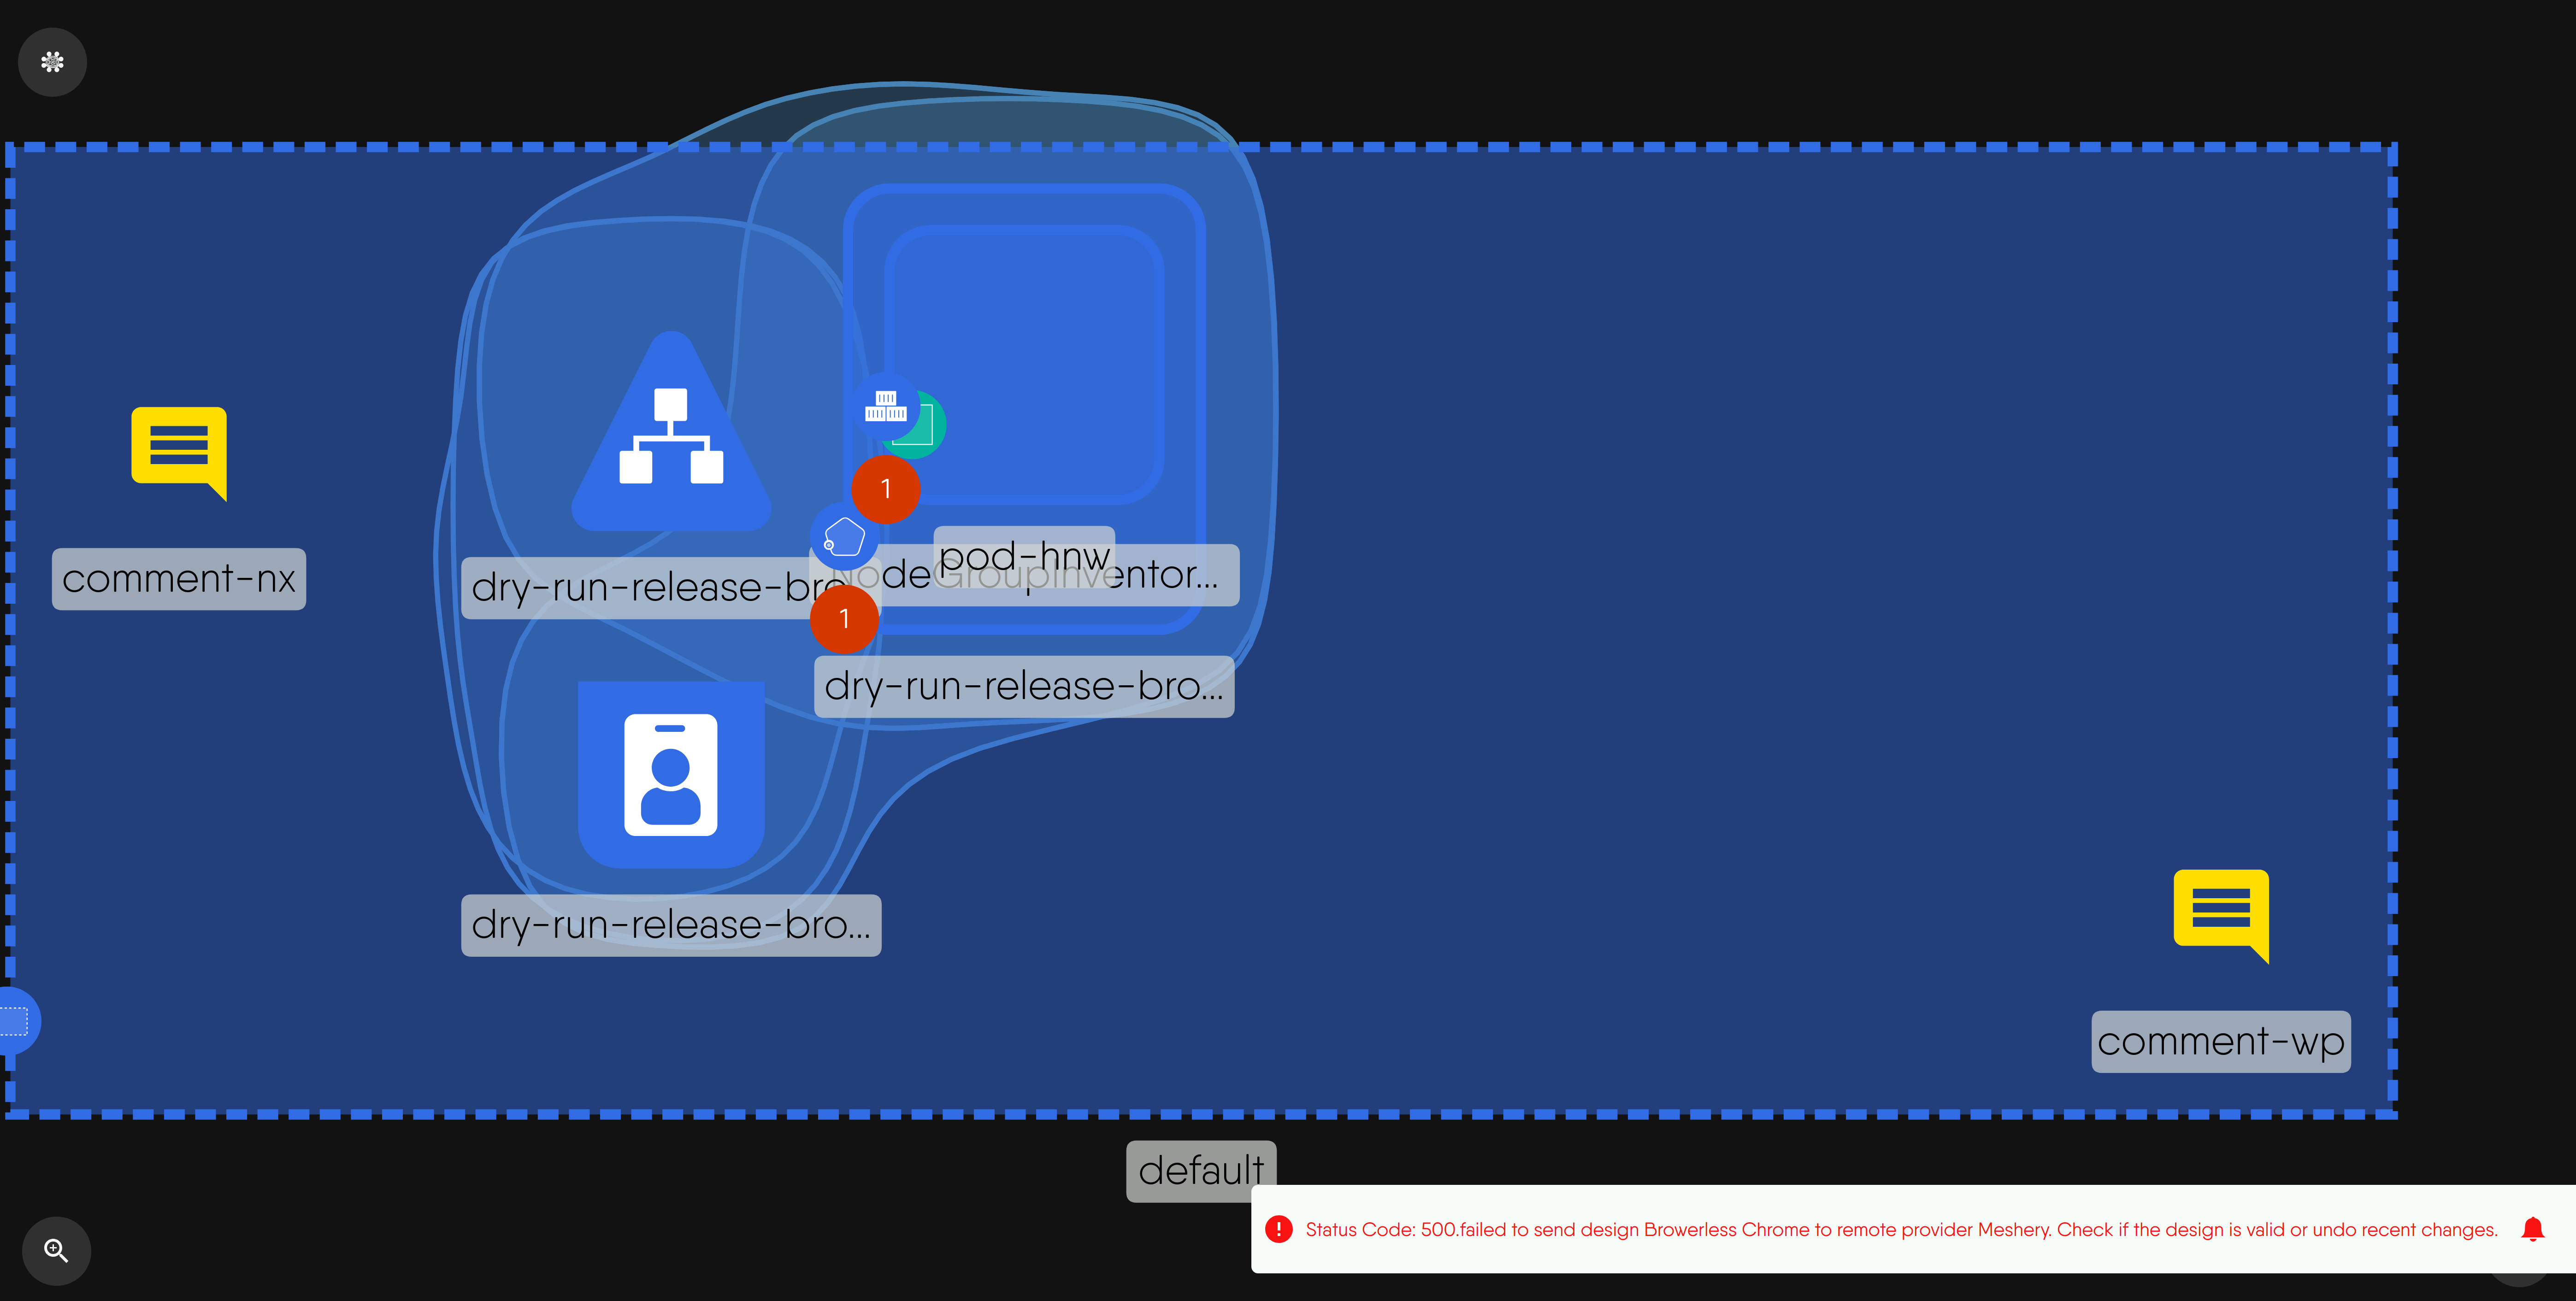 comment-nx
dry-run-release-bro
1
pod-hnw
NodeGroupInventor...
1
dry-run-release-bro...
dry-run-release-bro...
comment-wp
default
Status Code: 500.failed to send design Browerless Chrome to remote provider Meshery. Check if the design is valid or undo recent changes.